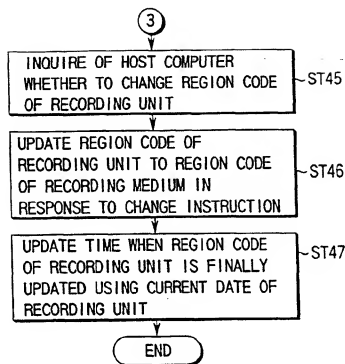 3
INQUIRE OF HOST COMPUTER
WHETHER TO CHANGE REGION CODE
OF RECORDING UNIT
ST45
UPDATE REGION CODE OF
RECORDING UNIT TO REGION CODE
OF RECORDING MEDIUM IN
RESPONSE TO CHANGE INSTRUCTION
ST46
UPDATE TIME WHEN REGION CODE
OF RECORDING UNIT IS FINALLY
UPDATED USING CURRENT DATE OF
RECORDING UNIT
ST47
END